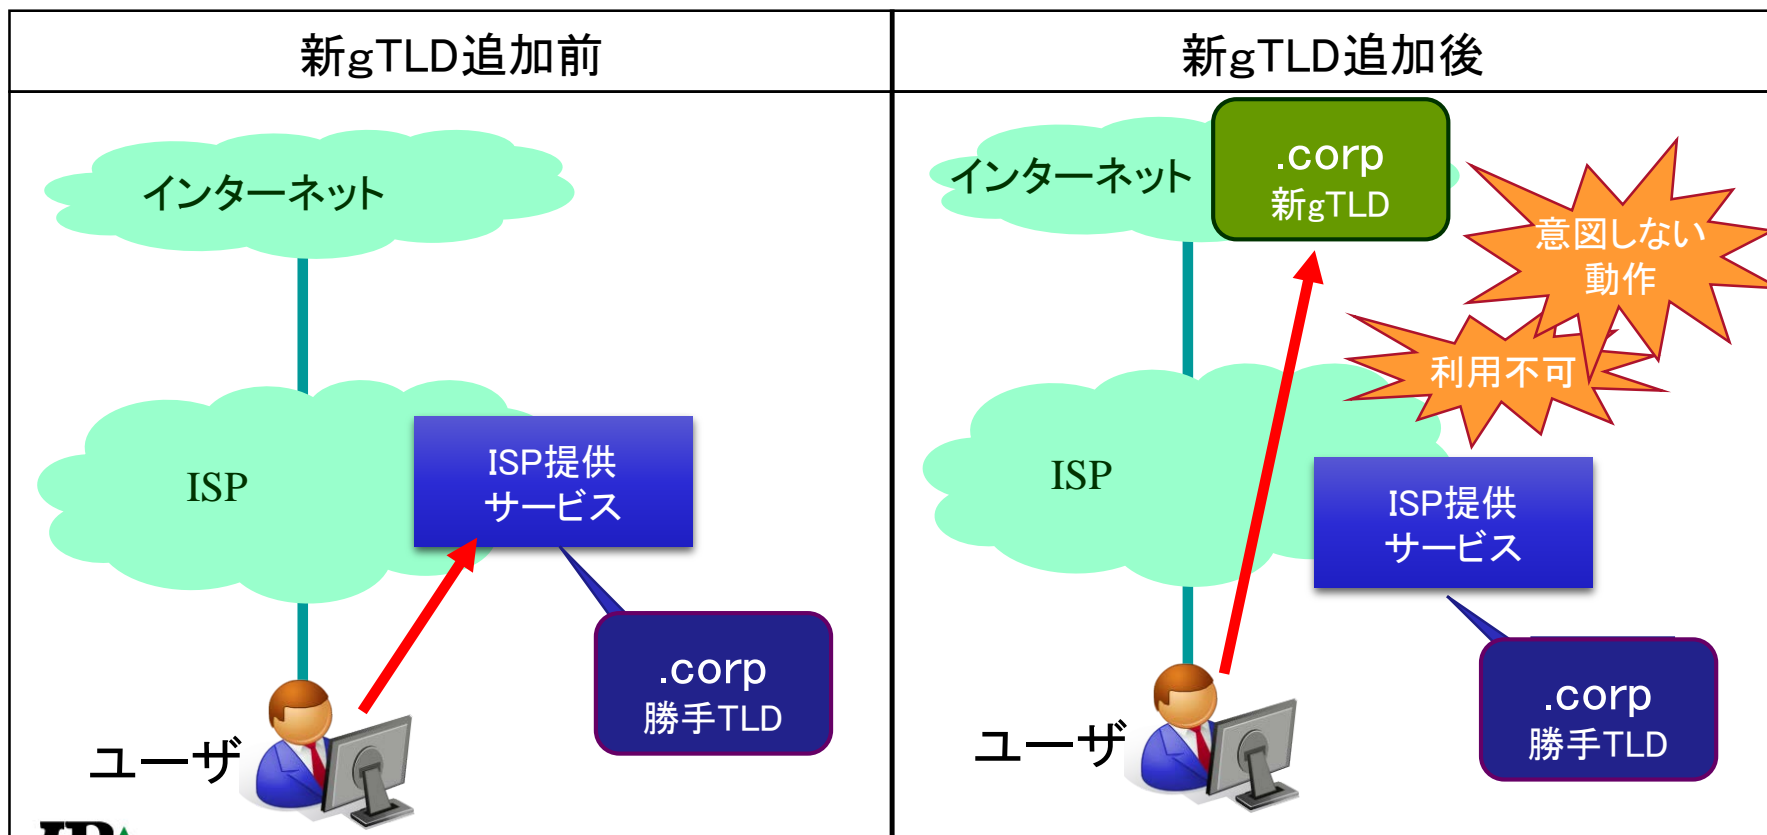 新gTLD追加前
インターネット
ISP
ISP提供
サービス
.corp
勝手TLD
ユーザ
新gTLD追加後
インターネット
.corp
新gTLD
意図しない
動作
利用不可
ISP
ISP提供
サービス
.corp
勝手TLD
ユーザ